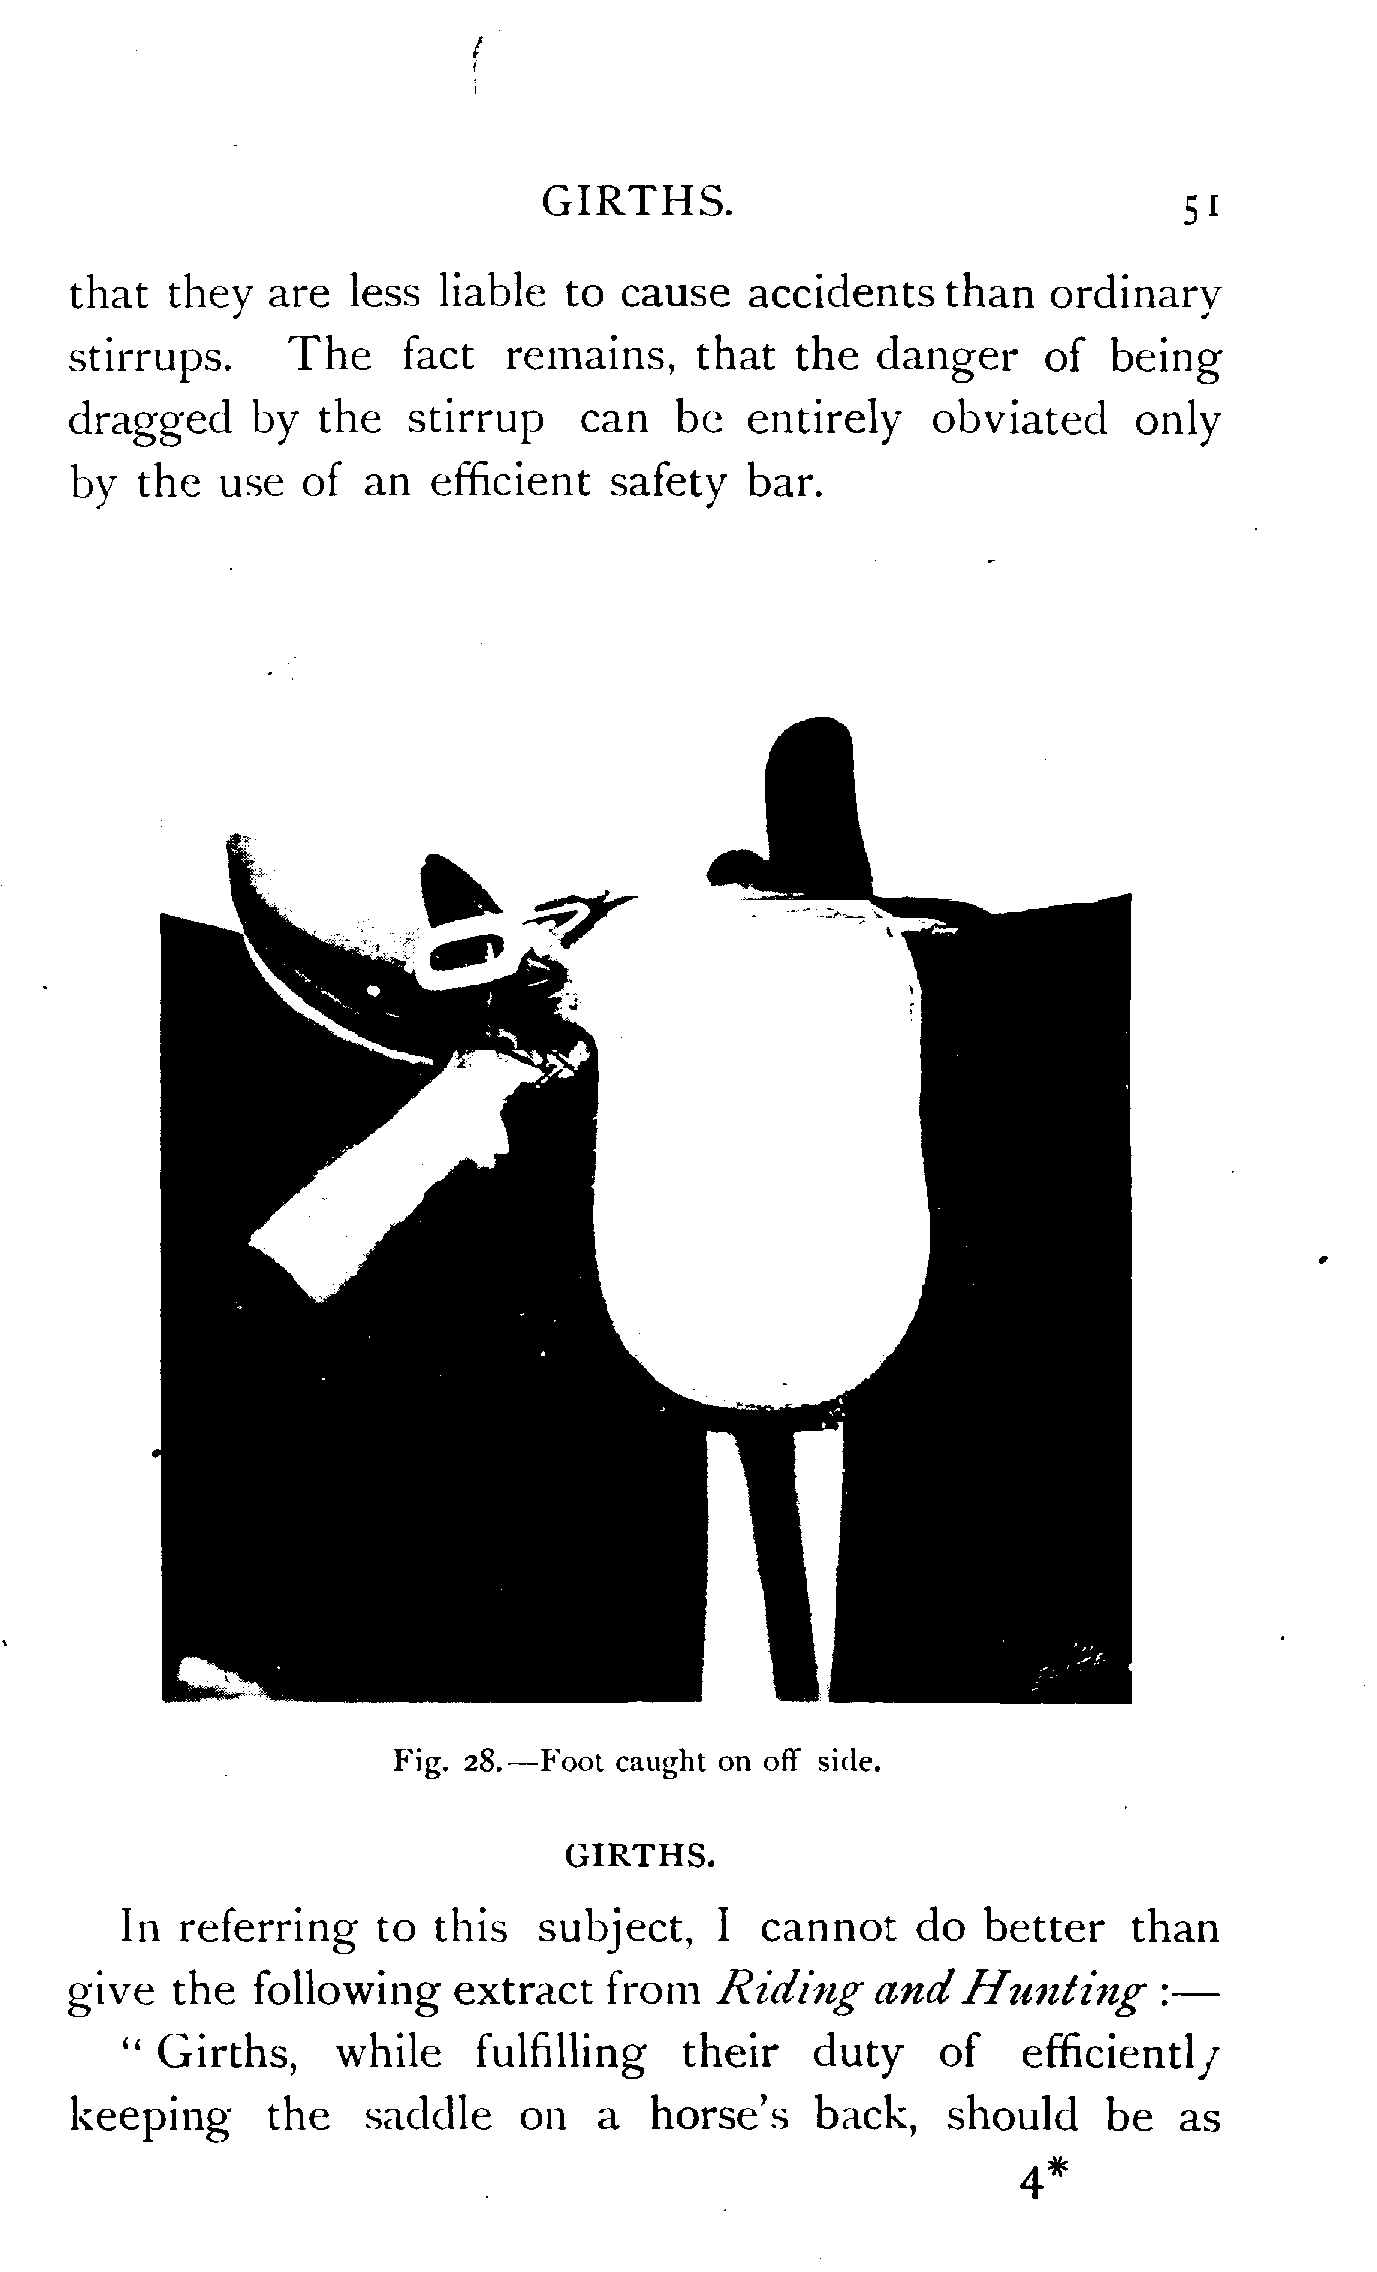 GIRTHS. 51
that they are less liable to cause accidents than ordinary
stirrups. The fact remains, that the danger of being
dragged by the stirrup can be entirely obviated only
by the use of an efficient safety bar.
Fig. 28.—Foot caught on off side.
GIRTHS.
In referring to this subject, I cannot do better than
give the following extract from Riding and Hunting :—
" Girths, while fulfilling their duty of efficiently
keeping the saddle on a horse's back, should be as
4*